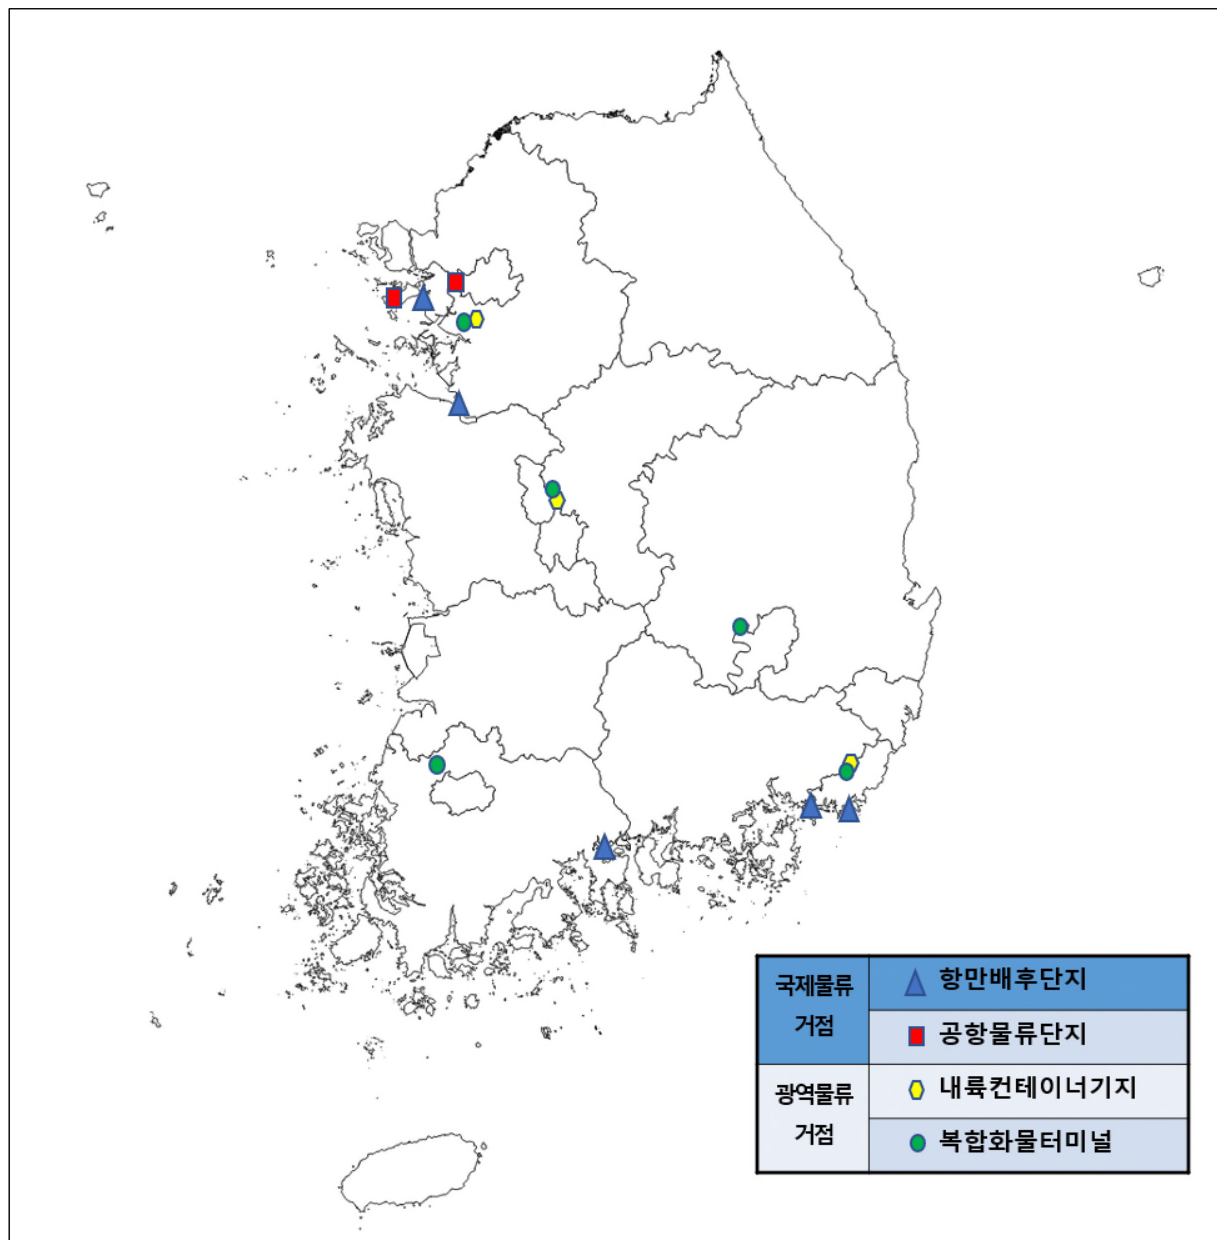 국제물류
거점
항만배후단지
공항물류단지
광역물류
거점
내륙컨테이너기지
복합화물터미널